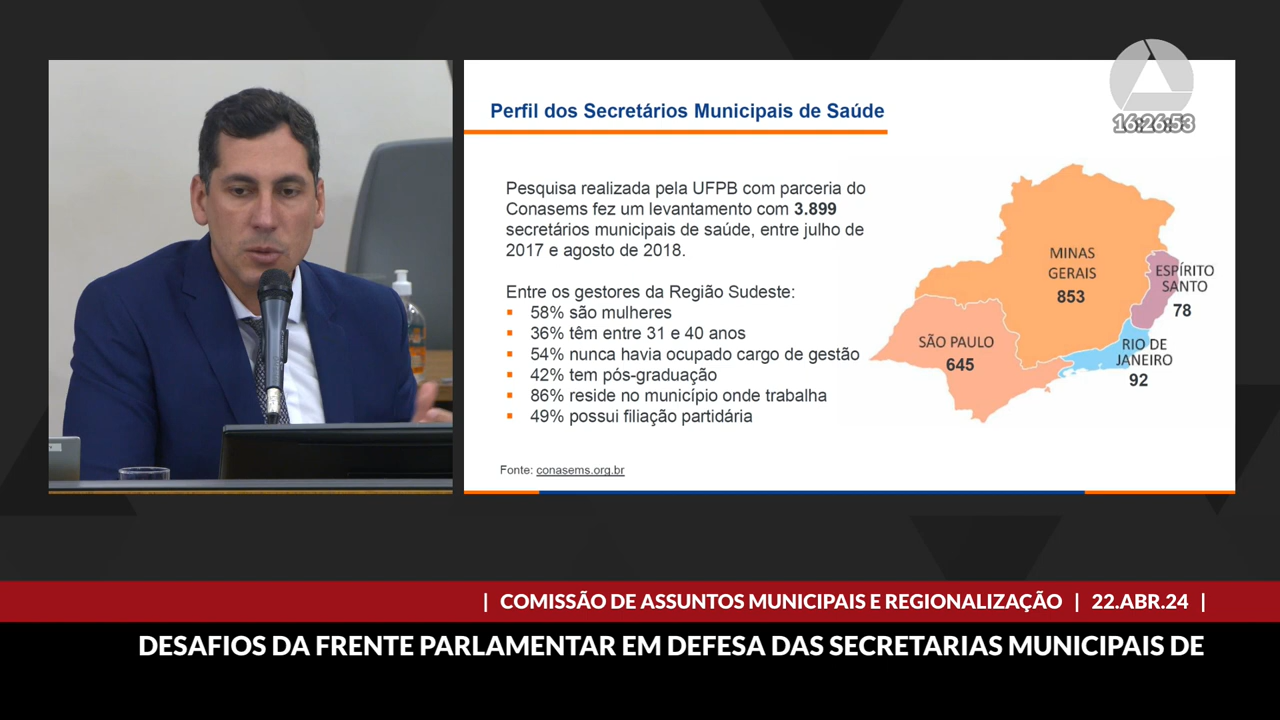 16:26:53
Perfil dos Secretários Municipais de Saúde
Pesquisa realizada pela UFPB com parceria do
Conasems fez um levantamento com 3.899
secretários municipais de saúde, entre julho de
2017 e agosto de 2018.
Entre os gestores da Região Sudeste:
58% são mulheres
36% têm entre 31 e 40 anos
54% nunca havia ocupado cargo de gestão
42% tem pós-graduação
86% reside no município onde trabalha
49% possui filiação partidária
Fonte: conasems.org.br
MINAS
GERAIS
853
ESPÍRITO
SANTO
78
SÃO PAULO
645
RIO DE
JANEIRO
92
| COMISSÃO DE ASSUNTOS MUNICIPAIS E REGIONALIZAÇÃO | 22.ABR.24 |
DESAFIOS DA FRENTE PARLAMENTAR EM DEFESA DAS SECRETARIAS MUNICIPAIS DE